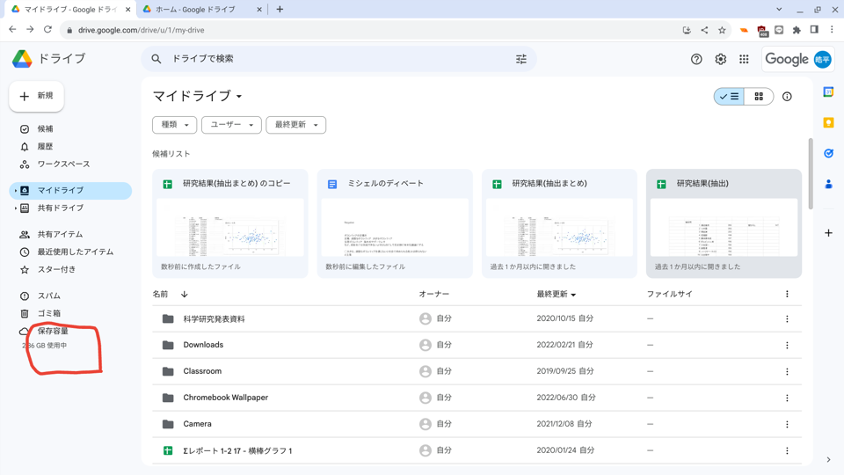 マイドライブ - Google ドライ
ホーム - Google ドライブ
drive.google.com/drive/u/1/my-drive
ドライブ
ドライブで検索
Google
皓平
新規
マイドライブ
候補
履歴
ワークスペース
マイドライブ
共有ドライブ
共有アイテム
最近使用したアイテム
スター付き
スパム
ゴミ箱
保存容量
GB 使用中
種類
ユーザー
最終更新
候補リスト
研究結果(抽出まとめ) のコピー
数秒前に作成したファイル
ミシェルのディベート
数秒前に編集したファイル
研究結果(抽出まとめ)
過去 1 か月以内に開きました
研究結果(抽出)
過去 1 か月以内に開きました
名前 オーナー 最終更新 ファイルサイ
科学研究発表資料 自分 2020/10/15 自分 —
Downloads 自分 2022/02/21 自分 —
Classroom 自分 2019/09/25 自分 —
Chromebook Wallpaper 自分 2022/06/30 自分 —
Camera 自分 2021/12/08 自分 —
Σレポート 1-2 17 - 横棒グラフ 1 自分 2020/01/24 自分 —